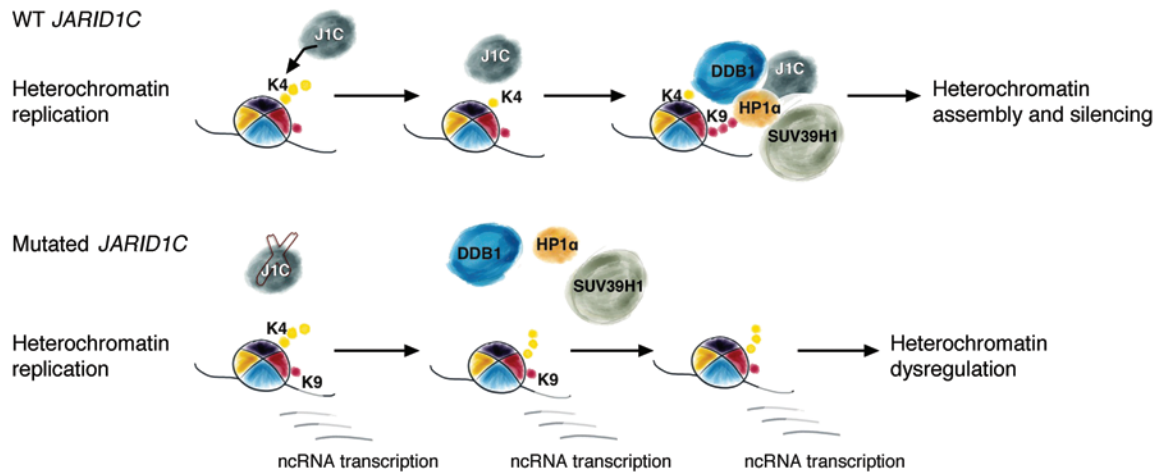 WT JARID1C
J1C
J1C
DDB1
J1C
Heterochromatin
replication
K4
K4
K4
K9
HP1α
SUV39H1
Heterochromatin
assembly and silencing
Mutated JARID1C
J1C
DDB1
HP1α
SUV39H1
Heterochromatin
replication
K4
K9
K9
Heterochromatin
dysregulation
ncRNA transcription
ncRNA transcription
ncRNA transcription